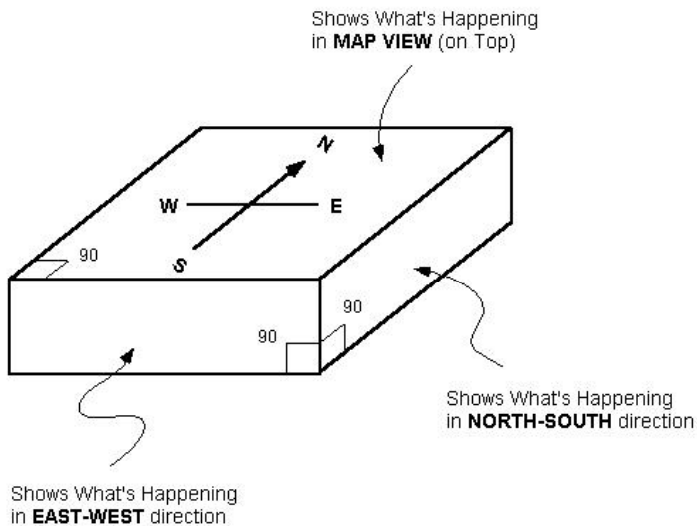 Shows What's Happening
in MAP VIEW (on Top)
N
W
E
S
90
90
90
Shows What's Happening
in NORTH-SOUTH direction
Shows What's Happening
in EAST-WEST direction